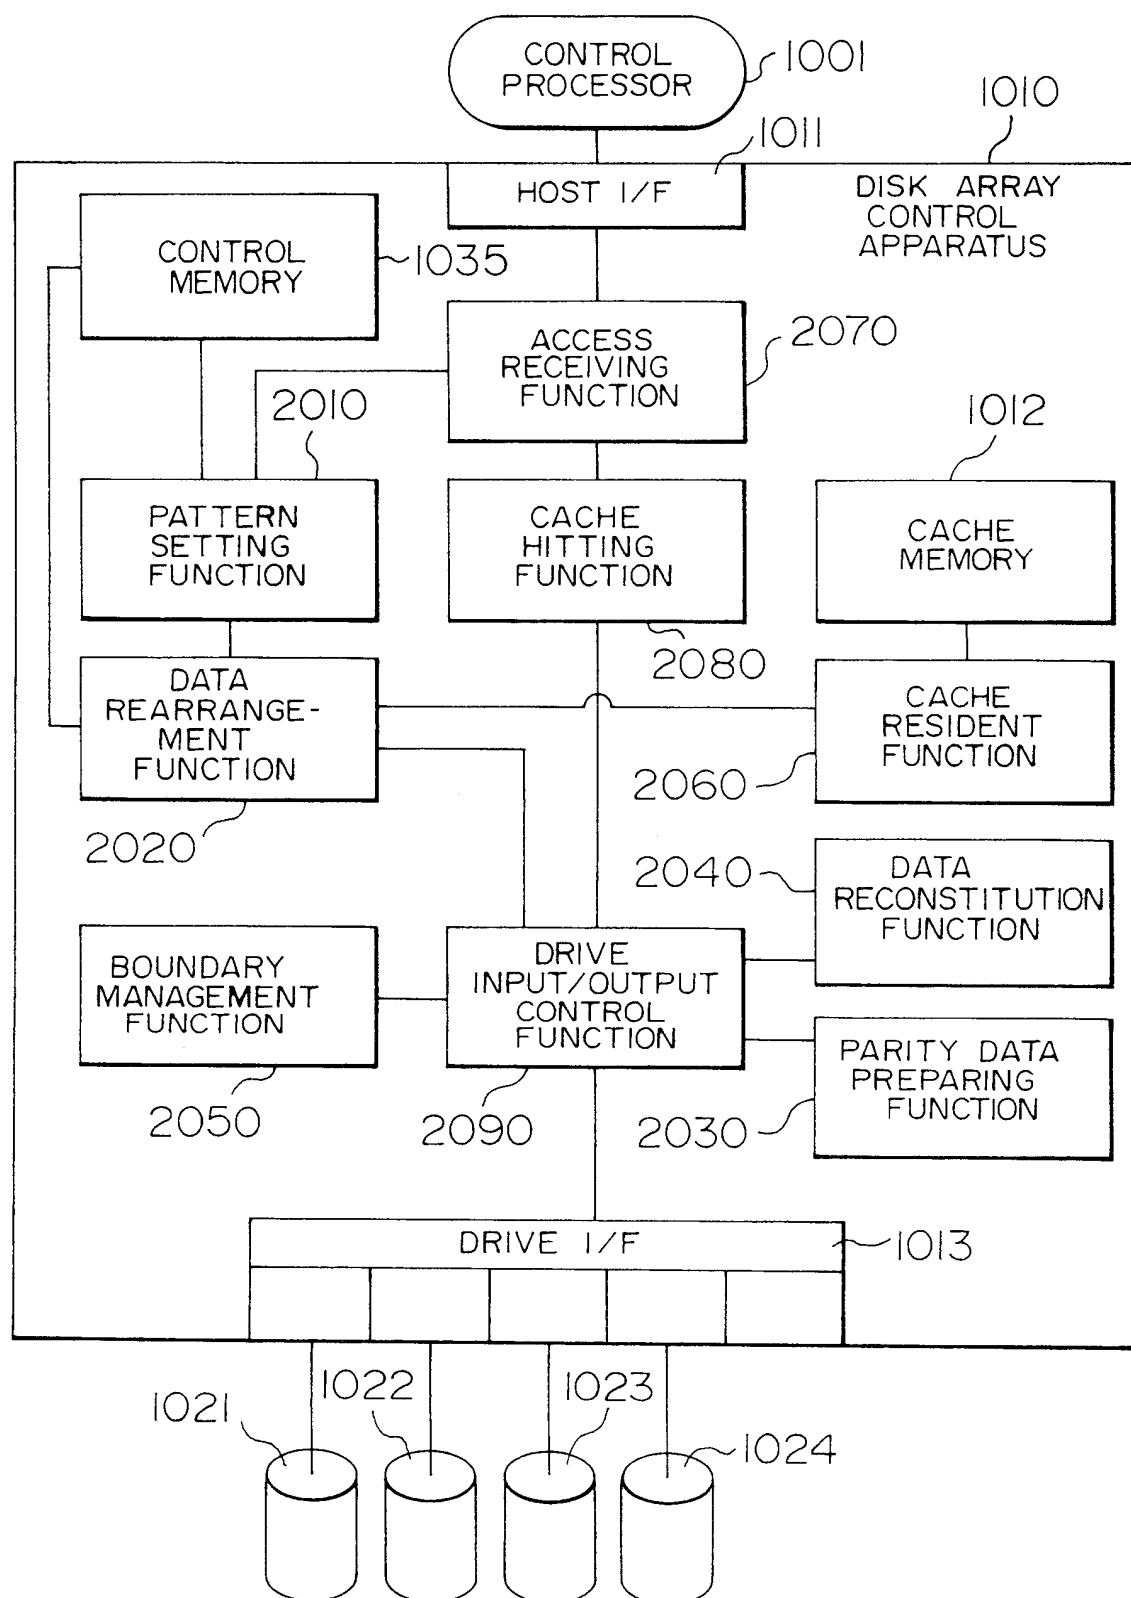 CONTROL
PROCESSOR
1001
1010
1011
HOST I/F
DISK ARRAY
CONTROL
APPARATUS
CONTROL
MEMORY
1035
ACCESS
RECEIVING
FUNCTION
2070
2010
1012
PATTERN
SETTING
FUNCTION
CACHE
HITTING
FUNCTION
CACHE
MEMORY
2080
DATA
REARRANGE-
MENT
FUNCTION
CACHE
RESIDENT
FUNCTION
2060
2020
2040
DATA
RECONSTITUTION
FUNCTION
BOUNDARY
MANAGEMENT
FUNCTION
DRIVE
INPUT/OUTPUT
CONTROL
FUNCTION
PARITY DATA
PREPARING
FUNCTION
2050
2090
2030
DRIVE I/F
1013
1021
1022
1023
1024